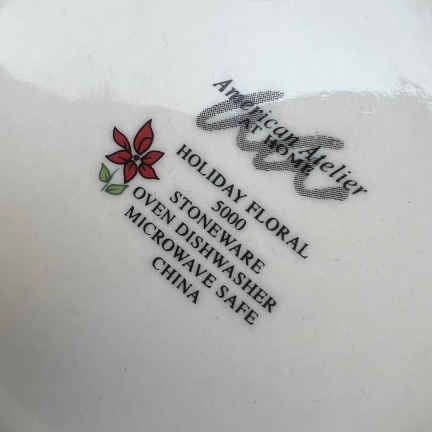 American Atelier
AT HOME
HOLIDAY FLORAL
5000
STONEWARE
OVEN DISHWASHER
MICROWAVE SAFE
CHINA